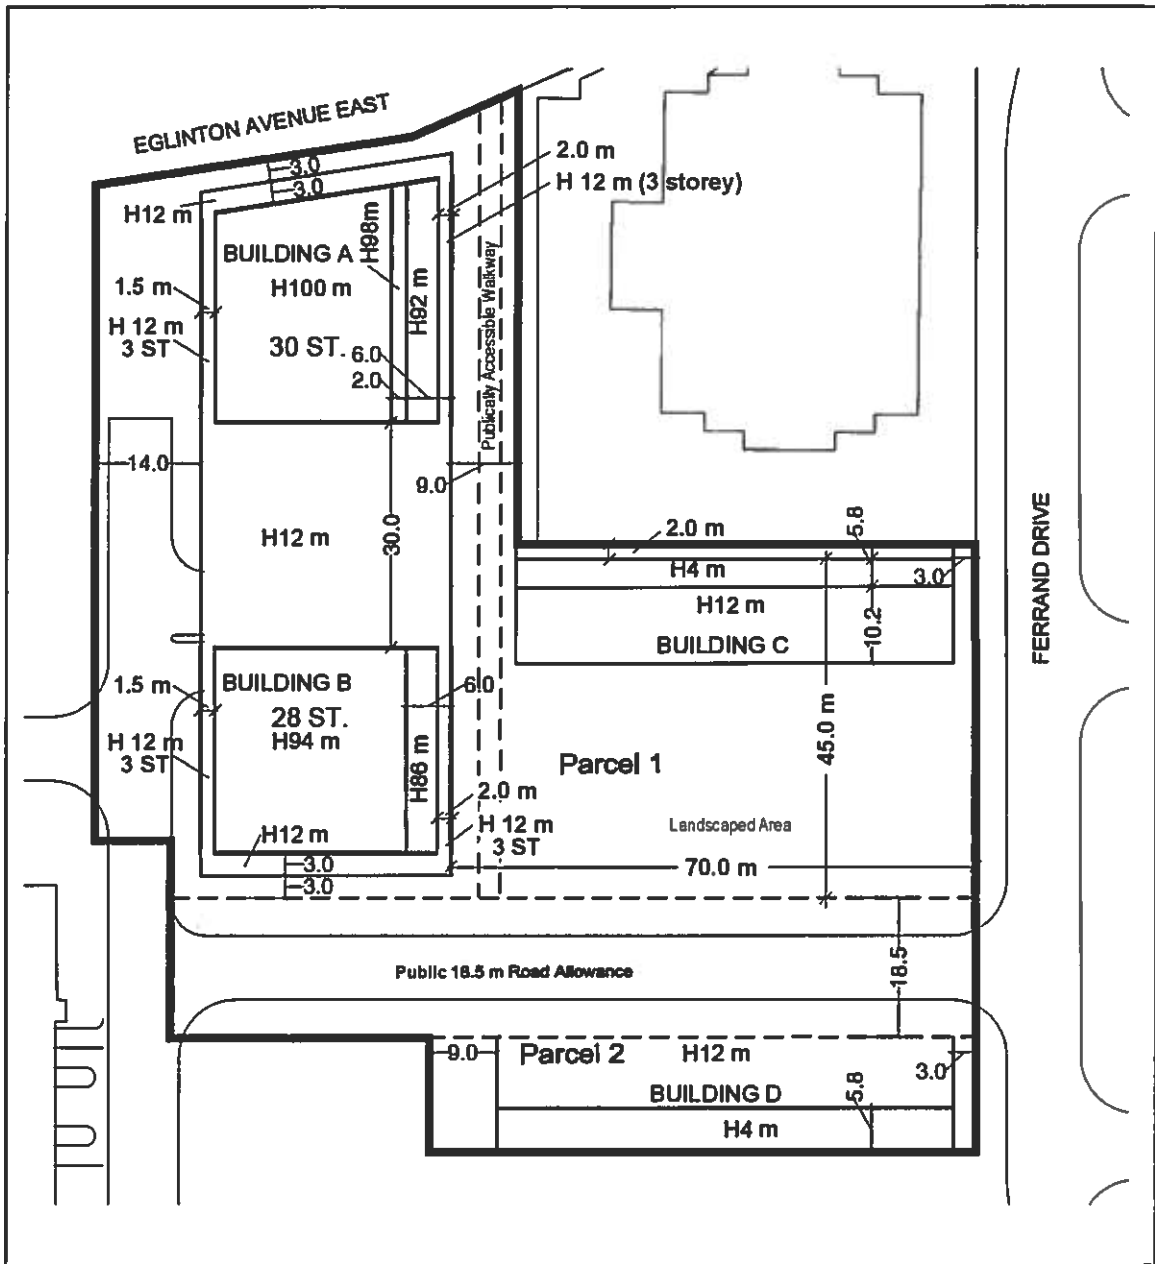 EGLINTON AVENUE EAST
3.0
3.0
2.0 m
H 12 m (3 storey)
H12 m
BUILDING A
H98m
H100 m
H92 m
1.5 m
H 12 m
3 ST
30 ST.
6.0
2.0
Publically Accessible Walkway
14.0
9.0
30.0
H12 m
2.0 m
5.8
H4 m
3.0
H12 m
10.2
BUILDING C
FERRAND DRIVE
1.5 m
BUILDING B
6.0
28 ST.
H94 m
H 12 m
3 ST
H86 m
Parcel 1
45.0 m
2.0 m
H12 m
H 12 m
3 ST
Landscaped Area
3.0
3.0
70.0 m
Public 18.5 m Road Allowance
18.5
9.0
Parcel 2
H12 m
3.0
BUILDING D
5.8
H4 m